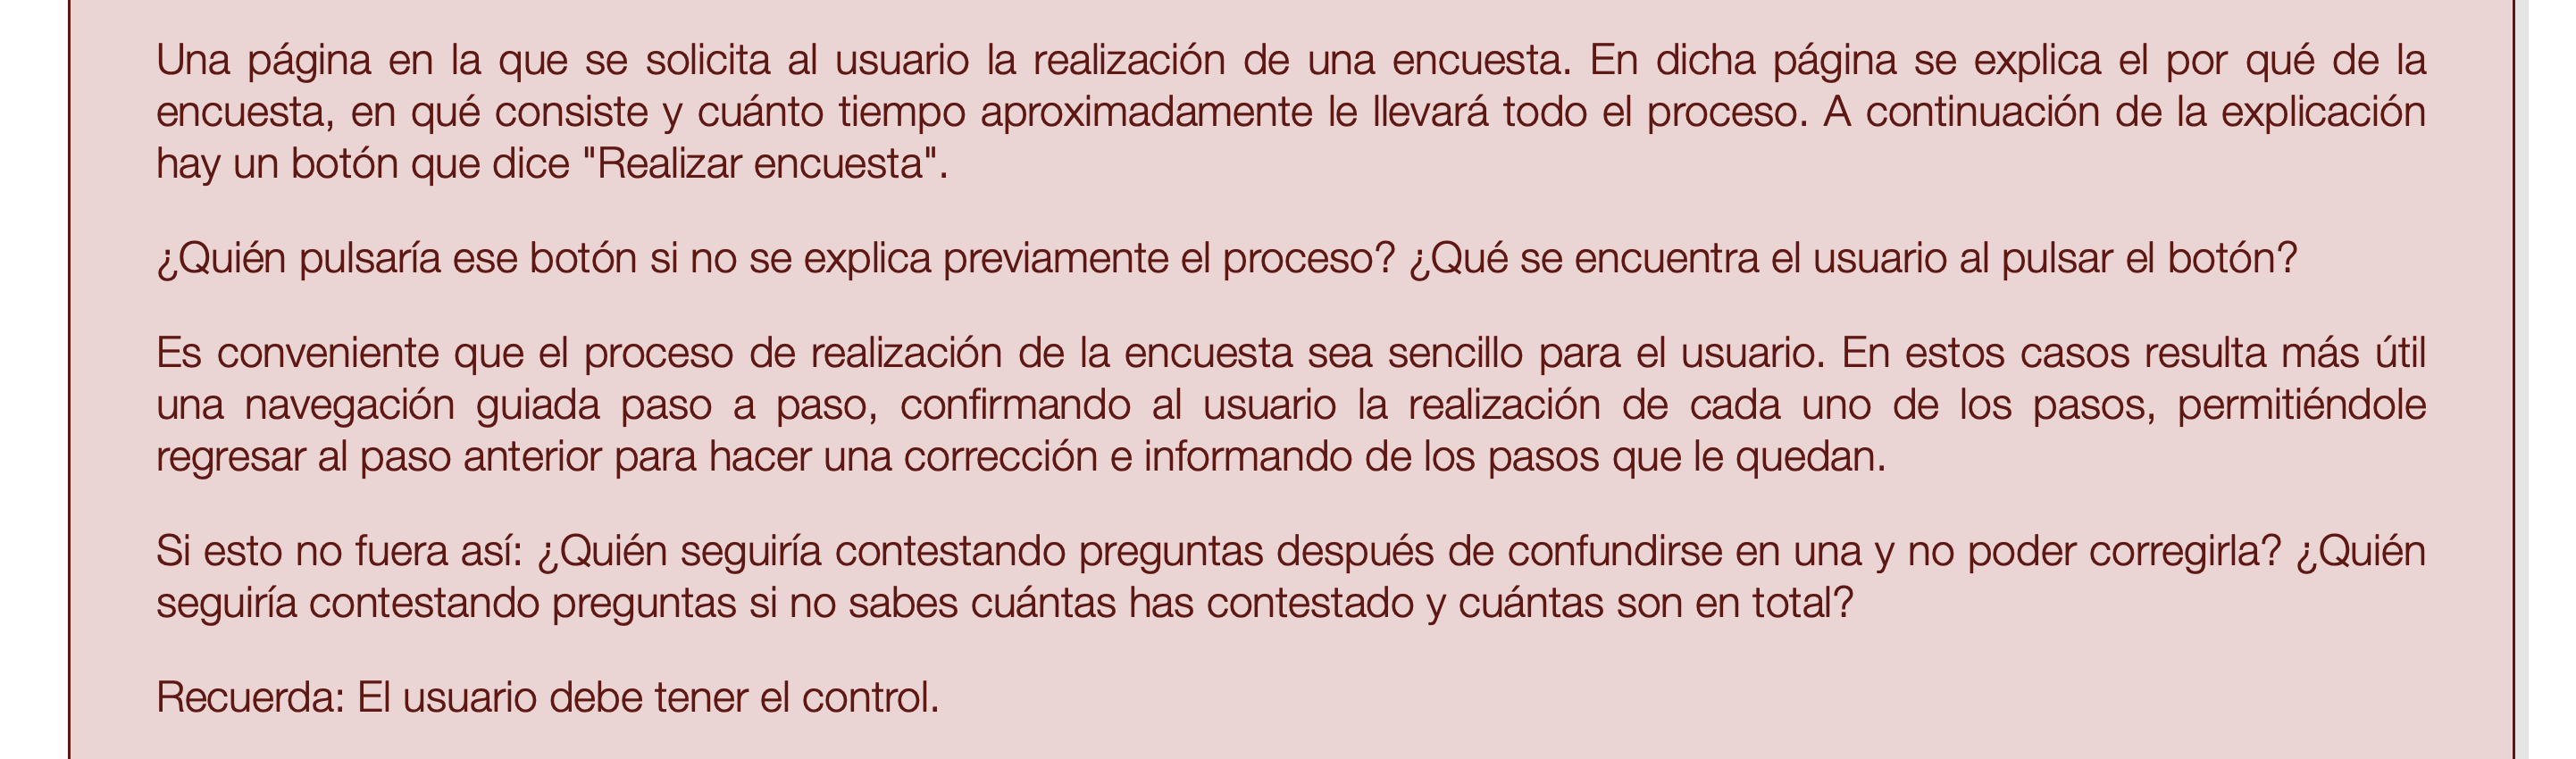 Una página en la que se solicita al usuario la realización de una encuesta. En dicha página se explica el por qué de la
encuesta, en qué consiste y cuánto tiempo aproximadamente le llevará todo el proceso. A continuación de la explicación
hay un botón que dice "Realizar encuesta".
¿Quién pulsaría ese botón si no se explica previamente el proceso? ¿Qué se encuentra el usuario al pulsar el botón?
Es conveniente que el proceso de realización de la encuesta sea sencillo para el usuario. En estos casos resulta más útil
una navegación guiada paso a paso, confirmando al usuario la realización de cada uno de los pasos, permitiéndole
regresar al paso anterior para hacer una corrección e informando de los pasos que le quedan.
Si esto no fuera así: ¿Quién seguiría contestando preguntas después de confundirse en una y no poder corregirla? ¿Quién
seguiría contestando preguntas si no sabes cuántas has contestado y cuántas son en total?
Recuerda: El usuario debe tener el control.